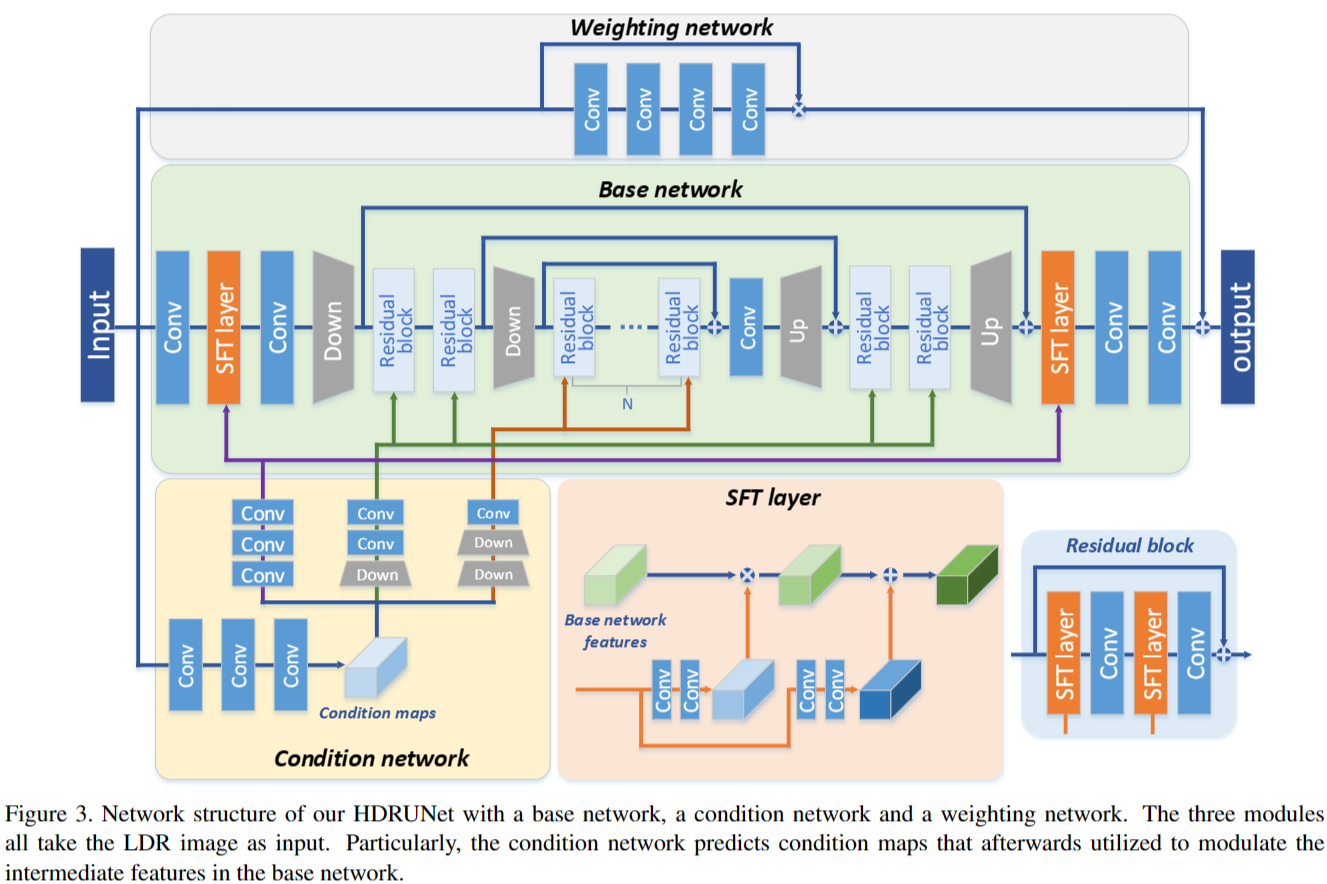 Weighting network
Conv
Conv
Conv
Conv
Base network
Input
Conv
SFT layer
Conv
Down
Residual
block
Residual
block
Down
Residual
block
...
Residual
block
N
Conv
Up
Residual
block
Residual
block
Up
SFT layer
Conv
Conv
output
Conv
Conv
Conv
Conv
Conv
Down
Conv
Down
Down
Conv
Conv
Conv
Condition maps
Condition network
SFT layer
Base network
features
Conv
Conv
Conv
Conv
Residual block
SFT layer
Conv
SFT layer
Conv
Figure 3. Network structure of our HDRUNet with a base network, a condition network and a weighting network. The three modules
all take the LDR image as input. Particularly, the condition network predicts condition maps that afterwards utilized to modulate the
intermediate features in the base network.